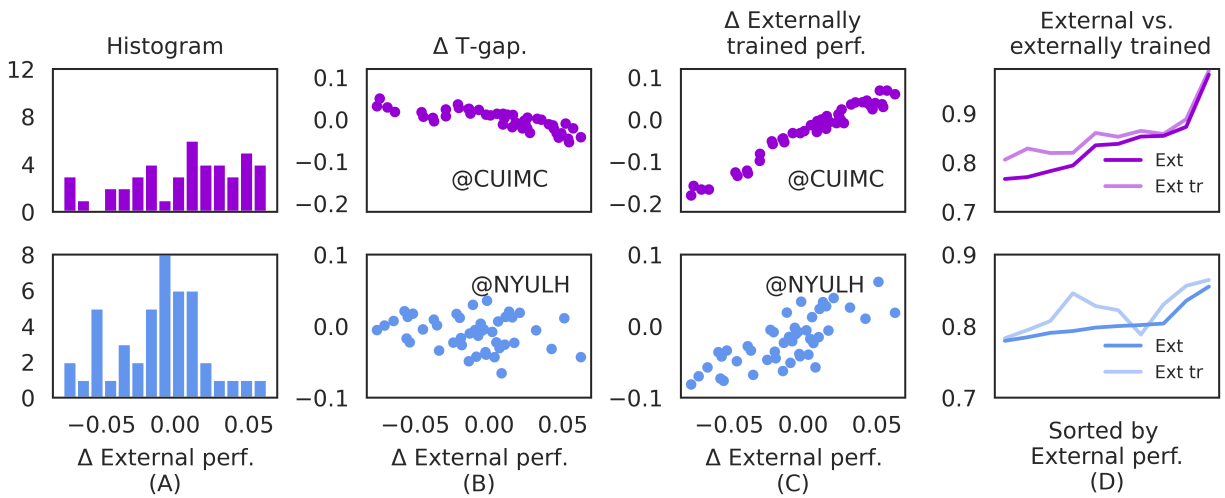 Histogram
Δ T-gap.
Δ Externally
trained perf.
External vs.
externally trained
12
8
4
0
0.1
0.0
−0.1
−0.2
@CUIMC
0.1
0.0
−0.1
−0.2
@CUIMC
0.9
0.8
0.7
Ext
Ext tr
8
6
4
2
0
−0.05 0.00 0.05
Δ External perf.
(A)
0.1
0.0
−0.1
@NYULH
−0.05 0.00 0.05
Δ External perf.
(B)
0.1
0.0
−0.1
@NYULH
−0.05 0.00 0.05
Δ External perf.
(C)
0.9
0.8
0.7
Ext
Ext tr
Sorted by
External perf.
(D)